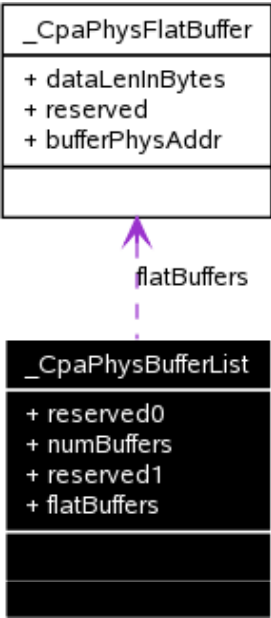 _CpaPhysFlatBuffer
+ dataLenInBytes
+ reserved
+ bufferPhysAddr
flatBuffers
_CpaPhysBufferList
+ reserved0
+ numBuffers
+ reserved1
+ flatBuffers